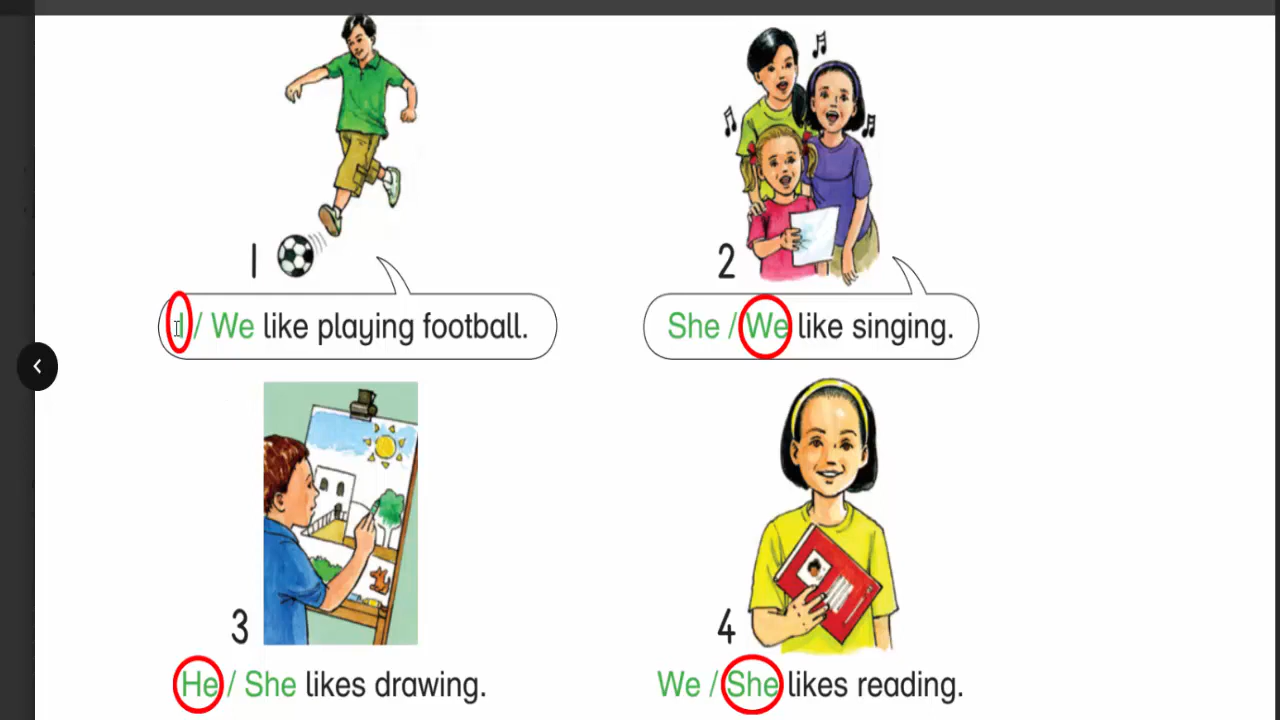 1
2
I / We like playing football.
She / We like singing.
3
4
He / She likes drawing.
We / She likes reading.